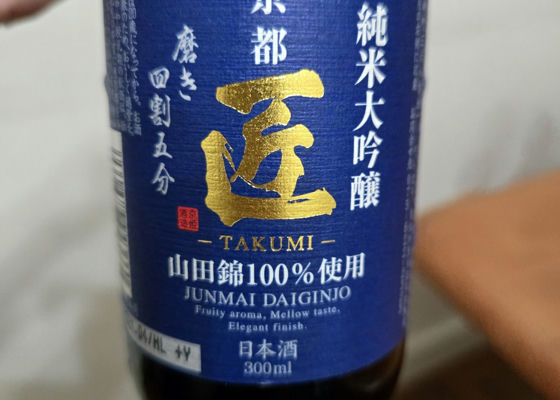 純米大吟醸
京都
匠
磨き
四割五分
TAKUMI
山田錦100%使用
JUNMAI DAIGINJO
Fruity aroma, Mellow taste,
Elegant finish.
日本酒
300ml